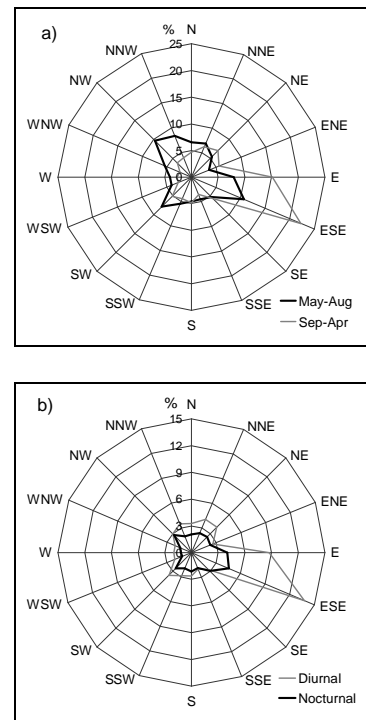 a)
% N
25
20
15
10
5
0
NNE
NE
ENE
E
ESE
SE
SSE
S
SSW
SW
WSW
W
WNW
NW
NNW
May-Aug
Sep-Apr
b)
% N
15
12
9
6
3
0
NNE
NE
ENE
E
ESE
SE
SSE
S
SSW
SW
WSW
W
WNW
NW
NNW
Diurnal
Nocturnal